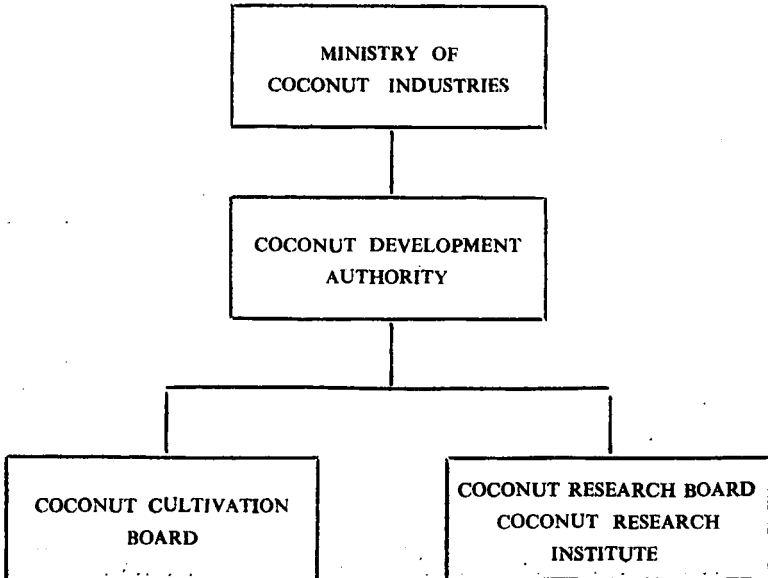 MINISTRY OF
COCONUT INDUSTRIES
COCONUT DEVELOPMENT
AUTHORITY
COCONUT CULTIVATION
BOARD
COCONUT RESEARCH BOARD
COCONUT RESEARCH
INSTITUTE